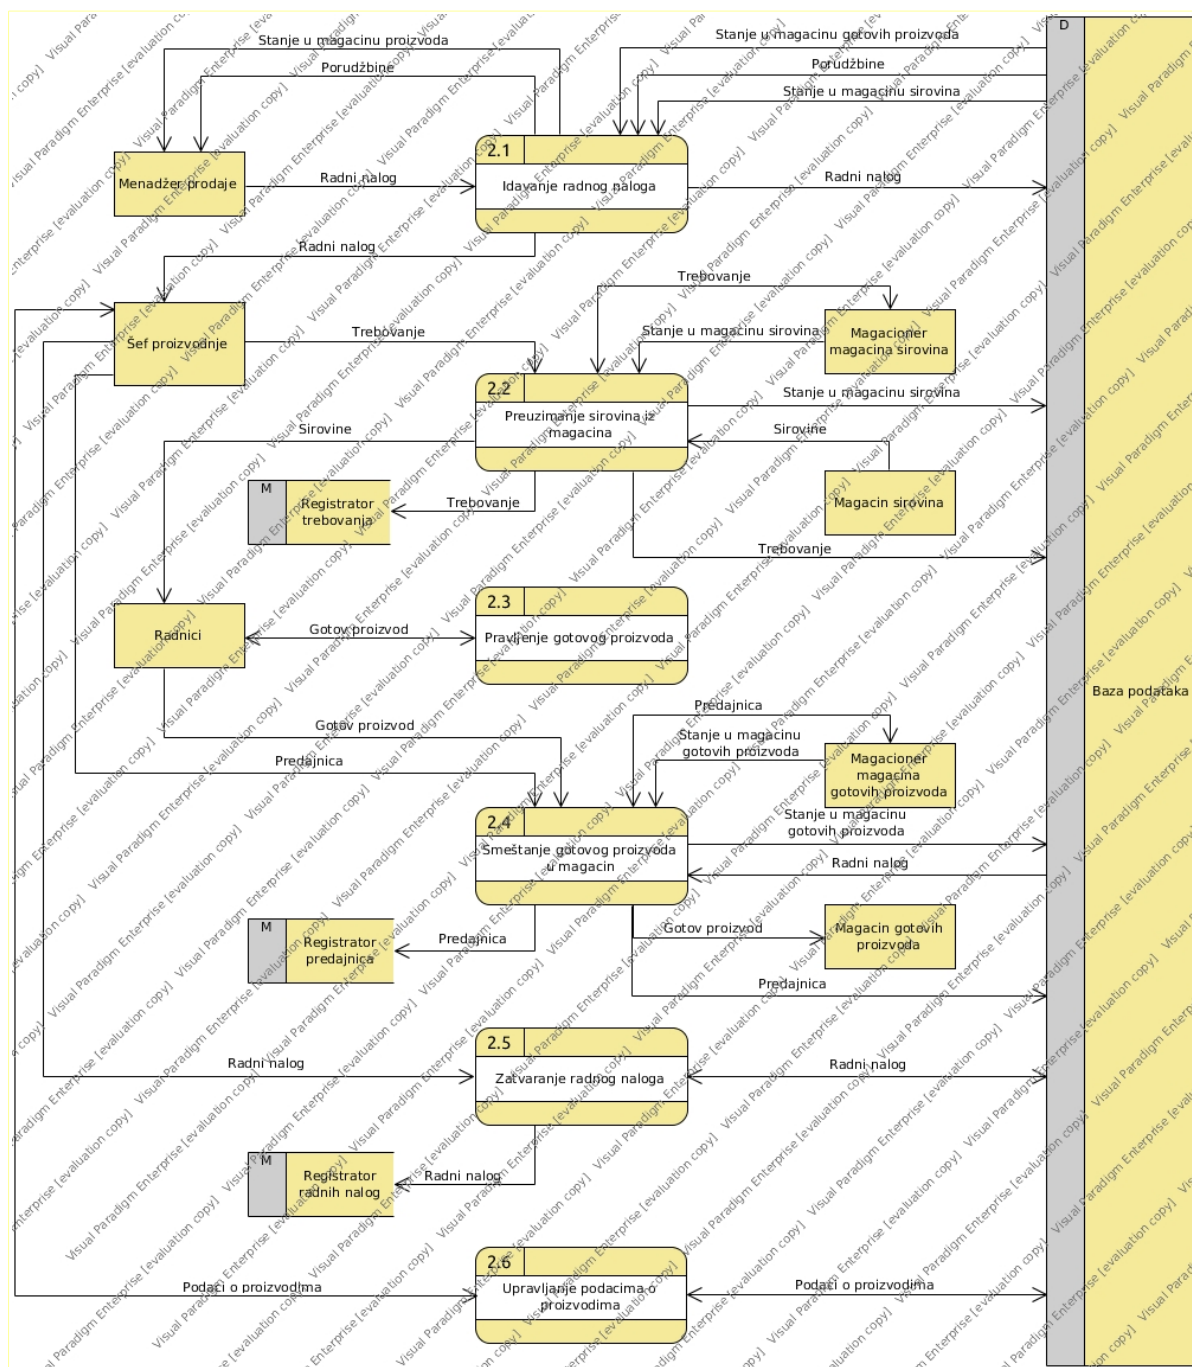 Stanje u magacinu proizvoda
Porudžbine
Stanje u magacinu gotovih proizvoda
Porudžbine
Stanje u magacinu sirovina
D
2.1
Idavanje radnog naloga
Menadžer prodaje
Radni nalog
Radni nalog
Radni nalog
Trebovanje
Šef proizvodnje
Trebovanje
Stanje u magacinu sirovina
Magacioner
magacina sirovina
2.2
Preuzimanje sirovina iz
magacina
Stanje u magacinu sirovina
Sirovine
Sirovine
M
Registrator
trebovanja
Trebovanje
Magacin sirovina
Trebovanje
2.3
Pravljenje gotovog proizvoda
Radnici
Gotov proizvod
Baza podataka
Predajnica
Gotov proizvod
Stanje u magacinu
gotovih proizvoda
Predajnica
Magacioner
magacina
gotovih proizvoda
2.4
Smeštanje gotovog proizvoda
u magacin
Stanje u magacinu
gotovih proizvoda
Radni nalog
M
Registrator
predajnica
Predajnica
Gotov proizvod
Magacin gotovih
proizvoda
Predajnica
2.5
Zatvaranje radnog naloga
Radni nalog
Radni nalog
M
Registrator
radnih nalog
Radni nalog
2.6
Upravljanje podacima o
proizvodima
Podaci o proizvodima
Podaci o proizvodima
Visual Paradigm Enterprise [evaluation copy]